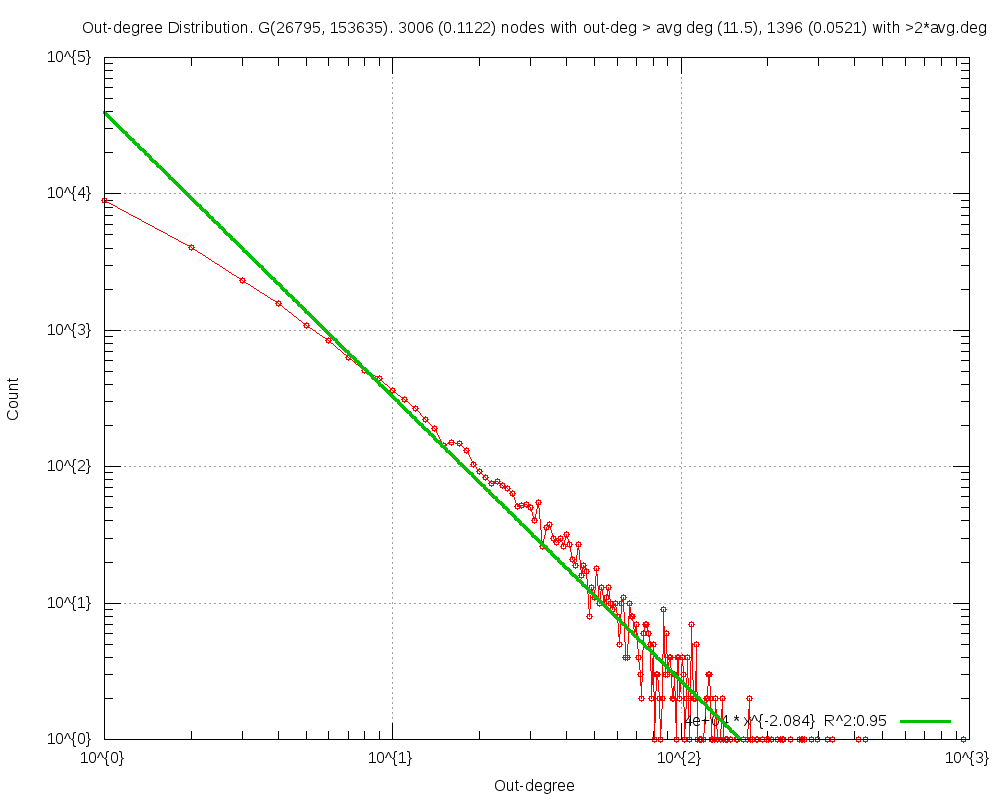 Out-degree Distribution. G(26795, 153635). 3006 (0.1122) nodes with out-deg > avg deg (11.5), 1396 (0.0521) with >2*avg.deg
10^{5}
10^{4}
10^{3}
10^{2}
10^{1}
10^{0}
Count
4e+04 * x^{-2.084} R^2:0.95
10^{0}
10^{1}
10^{2}
10^{3}
Out-degree